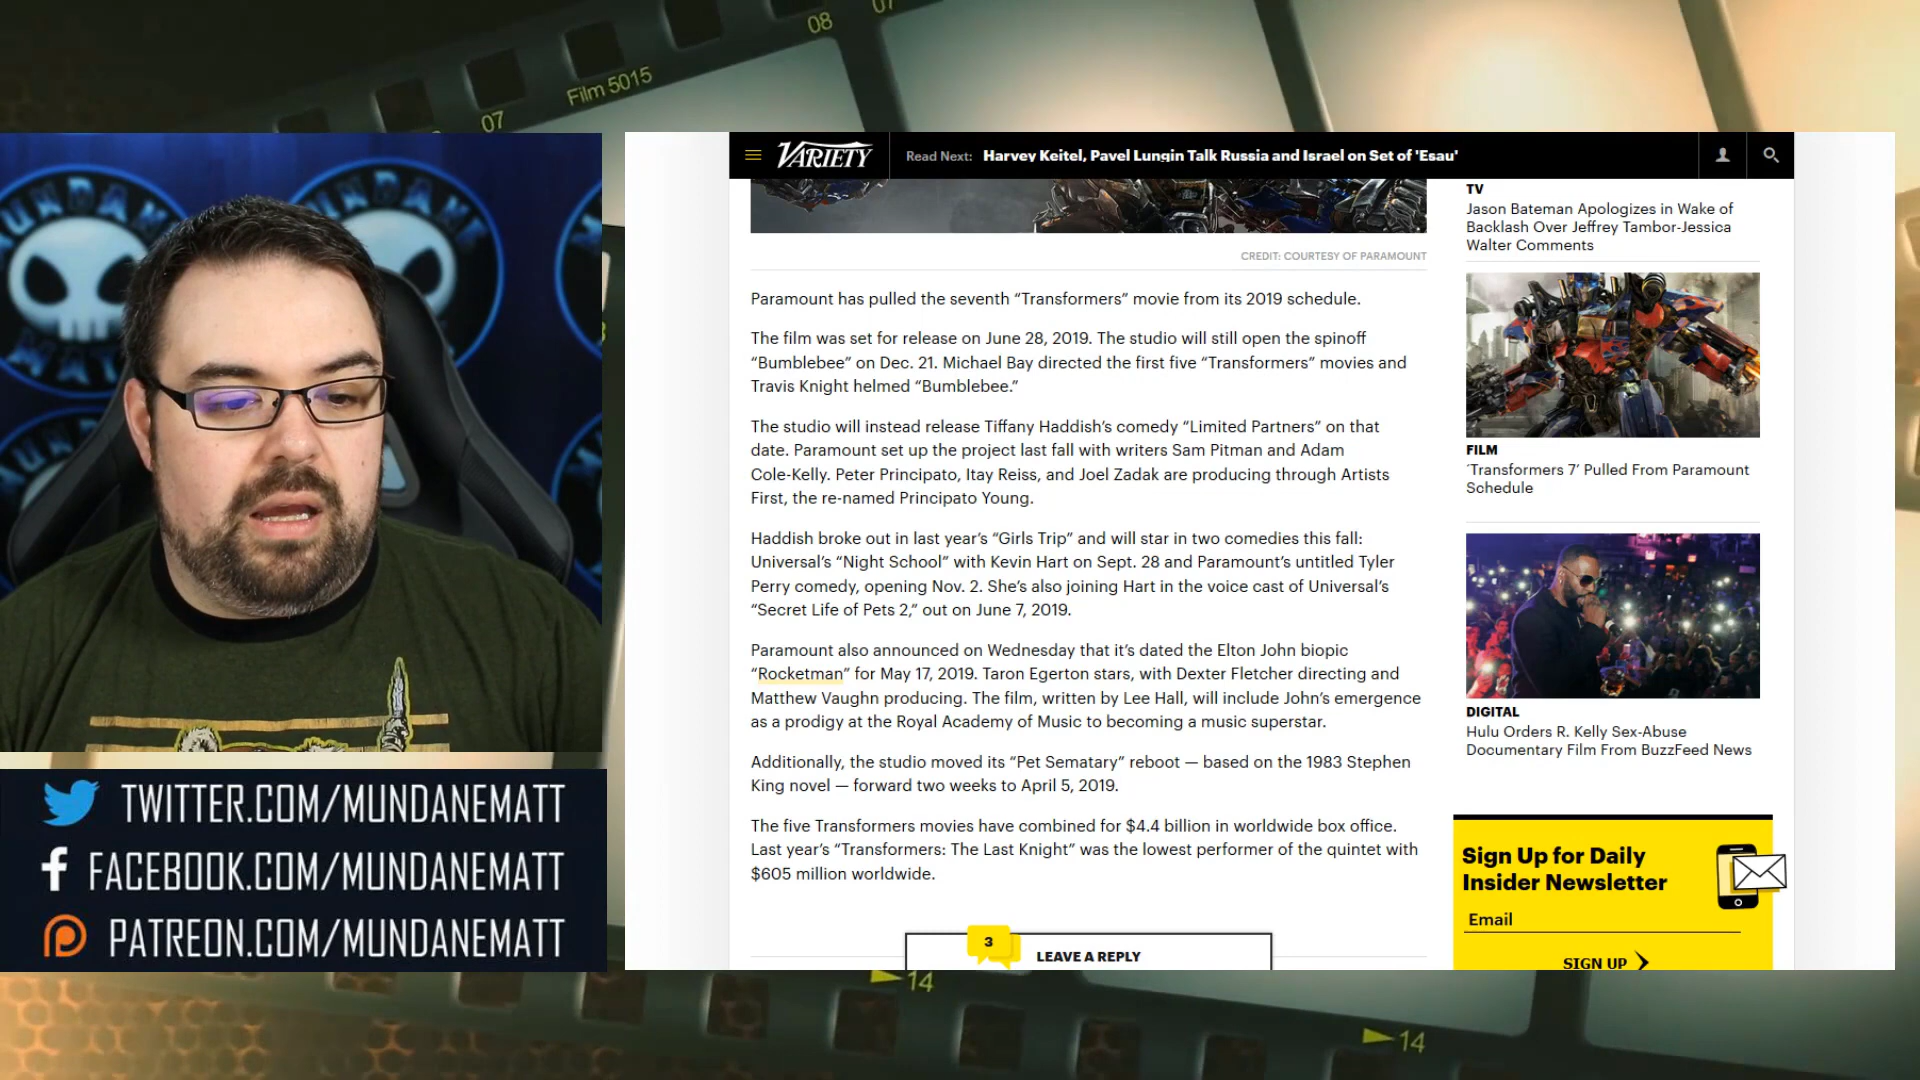 08
07
Film 5015
07
VARIETY
Read Next: Harvey Keitel, Pavel Lungin Talk Russia and Israel on Set of 'Esau'
CREDIT: COURTESY OF PARAMOUNT
Paramount has pulled the seventh “Transformers” movie from its 2019 schedule.
The film was set for release on June 28, 2019. The studio will still open the spinoff
“Bumblebee” on Dec. 21. Michael Bay directed the first five “Transformers” movies and
Travis Knight helmed “Bumblebee.”
The studio will instead release Tiffany Haddish’s comedy “Limited Partners” on that
date. Paramount set up the project last fall with writers Sam Pitman and Adam
Cole-Kelly. Peter Principato, Itay Reiss, and Joel Zadak are producing through Artists
First, the re-named Principato Young.
Haddish broke out in last year’s “Girls Trip” and will star in two comedies this fall:
Universal’s “Night School” with Kevin Hart on Sept. 28 and Paramount’s untitled Tyler
Perry comedy, opening Nov. 2. She’s also joining Hart in the voice cast of Universal’s
“Secret Life of Pets 2,” out on June 7, 2019.
Paramount also announced on Wednesday that it’s dated the Elton John biopic
“Rocketman” for May 17, 2019. Taron Egerton stars, with Dexter Fletcher directing and
Matthew Vaughn producing. The film, written by Lee Hall, will include John’s emergence
as a prodigy at the Royal Academy of Music to becoming a music superstar.
Additionally, the studio moved its “Pet Sematary” reboot — based on the 1983 Stephen
King novel — forward two weeks to April 5, 2019.
The five Transformers movies have combined for $4.4 billion in worldwide box office.
Last year’s “Transformers: The Last Knight” was the lowest performer of the quintet with
$605 million worldwide.
3
LEAVE A REPLY
TV
Jason Bateman Apologizes in Wake of
Backlash Over Jeffrey Tambor-Jessica
Walter Comments
FILM
‘Transformers 7’ Pulled From Paramount
Schedule
DIGITAL
Hulu Orders R. Kelly Sex-Abuse
Documentary Film From BuzzFeed News
Sign Up for Daily
Insider Newsletter
Email
SIGN UP
MUNDANE
MATT
TWITTER.COM/MUNDANEMATT
FACEBOOK.COM/MUNDANEMATT
PATREON.COM/MUNDANEMATT
14
14